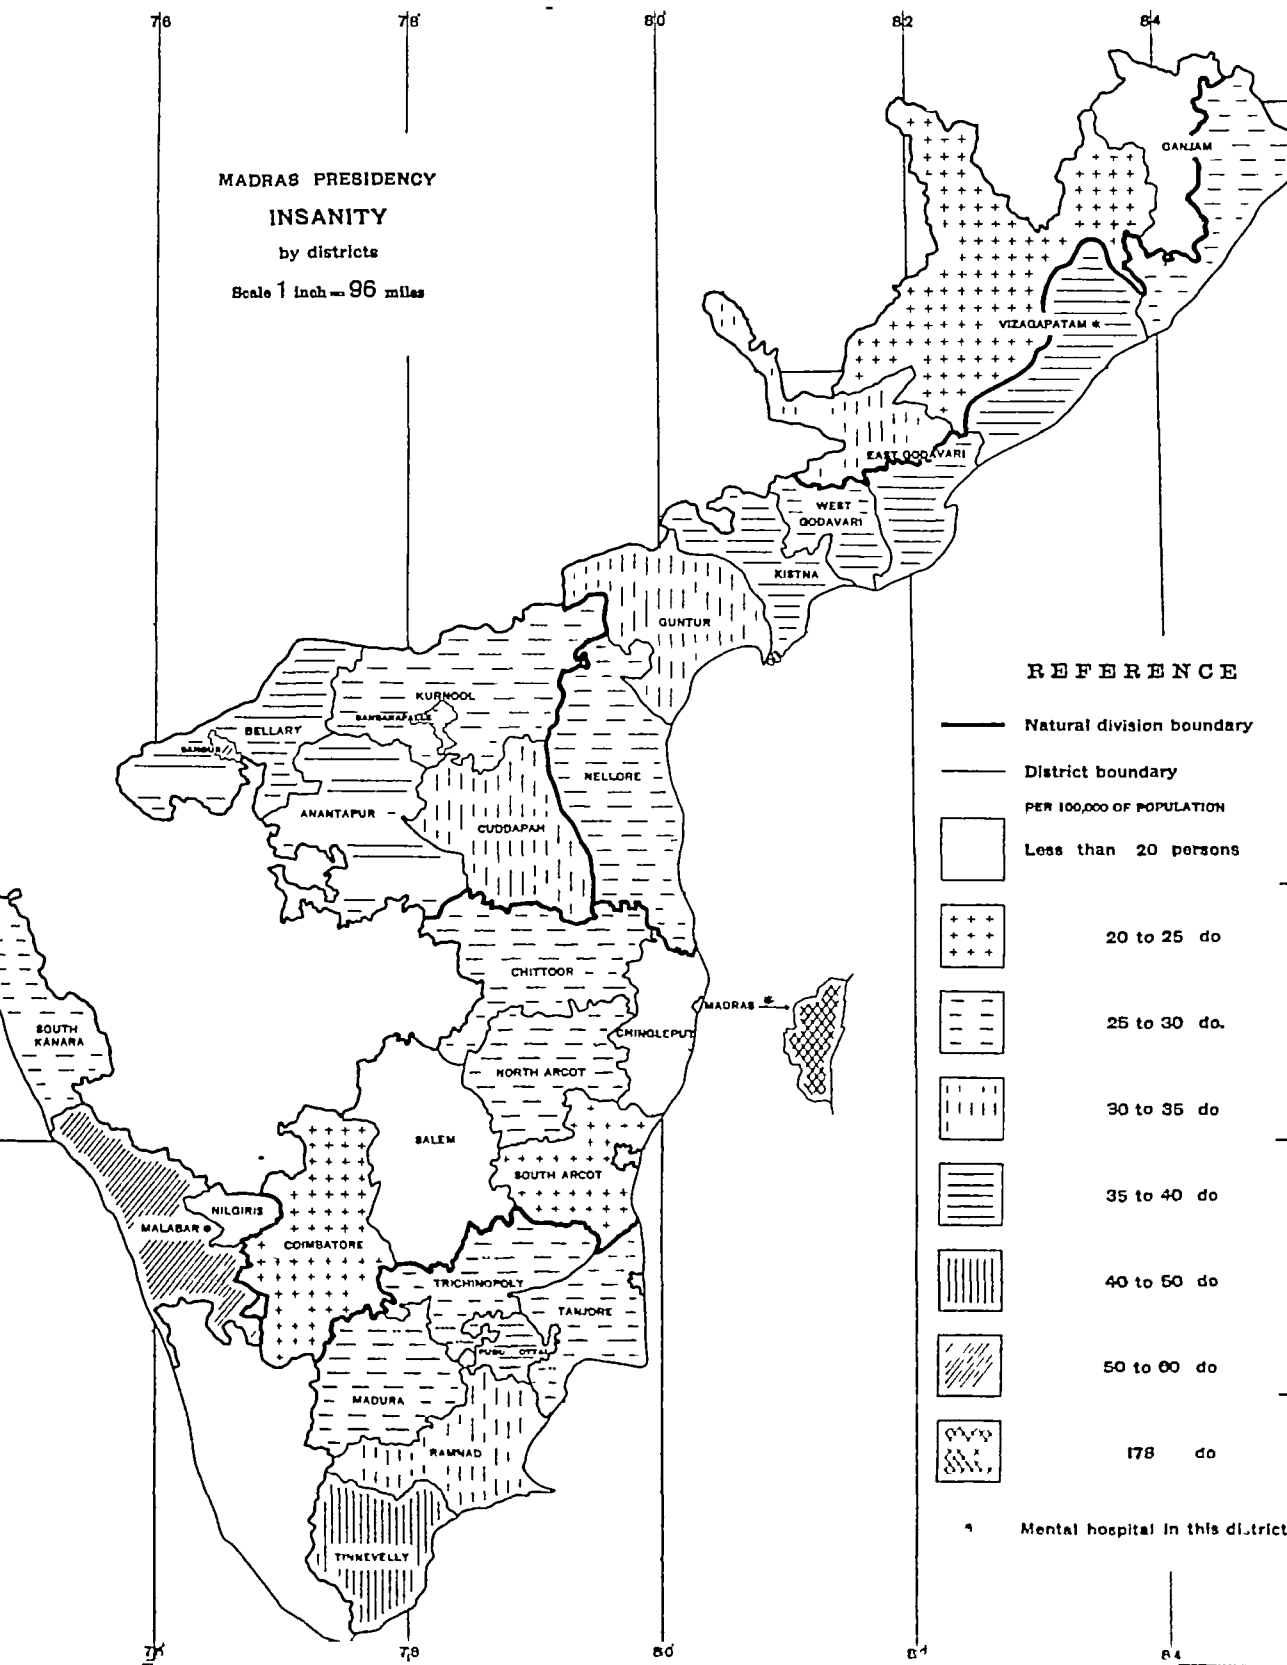 76 78 80 82 84
MADRAS PRESIDENCY
INSANITY
by districts
Scale 1 inch = 96 miles
GANJAM
VIZAGAPATAM *
EAST GODAVARI
WEST
GODAVARI
KISTNA
GUNTUR
KURNOOL
BELLARY
NELLORE
ANANTAPUR
CUDDAPAH
CHITTOOR
MADRAS *
CHINGLEPUT
SOUTH
KANARA
NORTH ARCOT
SALEM
SOUTH ARCOT
NILGIRIS
MALABAR *
COIMBATORE
TRICHINOPOLY
TANJORE
MADURA
RAMNAD
TINNEVELLY
REFERENCE
Natural division boundary
District boundary
PER 100,000 OF POPULATION
Less than 20 persons
20 to 25 do
25 to 30 do.
30 to 35 do
35 to 40 do
40 to 50 do
50 to 60 do
178 do
* Mental hospital in this district
78 80 84